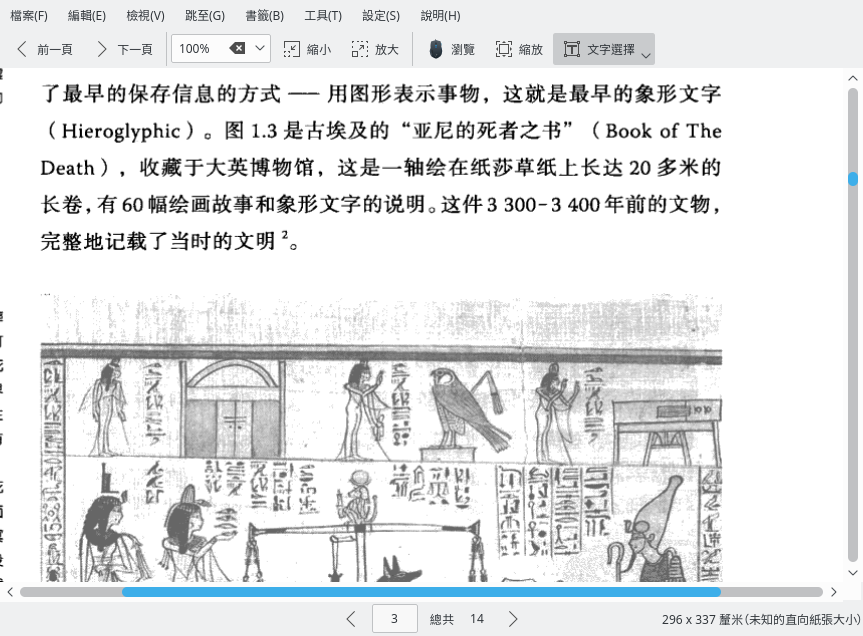 檔案(F) 編輯(E) 檢視(V) 跳至(G) 書籤(B) 工具(T) 設定(S) 說明(H)
前一頁 下一頁 100% 縮小 放大 瀏覽 縮放 文字選擇
了最早的保存信息的方式 —— 用图形表示事物，这就是最早的象形文字
（Hieroglyphic）。图 1.3 是古埃及的“亚尼的死者之书”（Book of The
Death），收藏于大英博物馆，这是一轴绘在纸莎草纸上长达 20 多米的
长卷，有 60 幅绘画故事和象形文字的说明。这件 3 300-3 400 年前的文物，
完整地记载了当时的文明 2。
3 總共 14
296 x 337 釐米(未知的直向紙張大小)